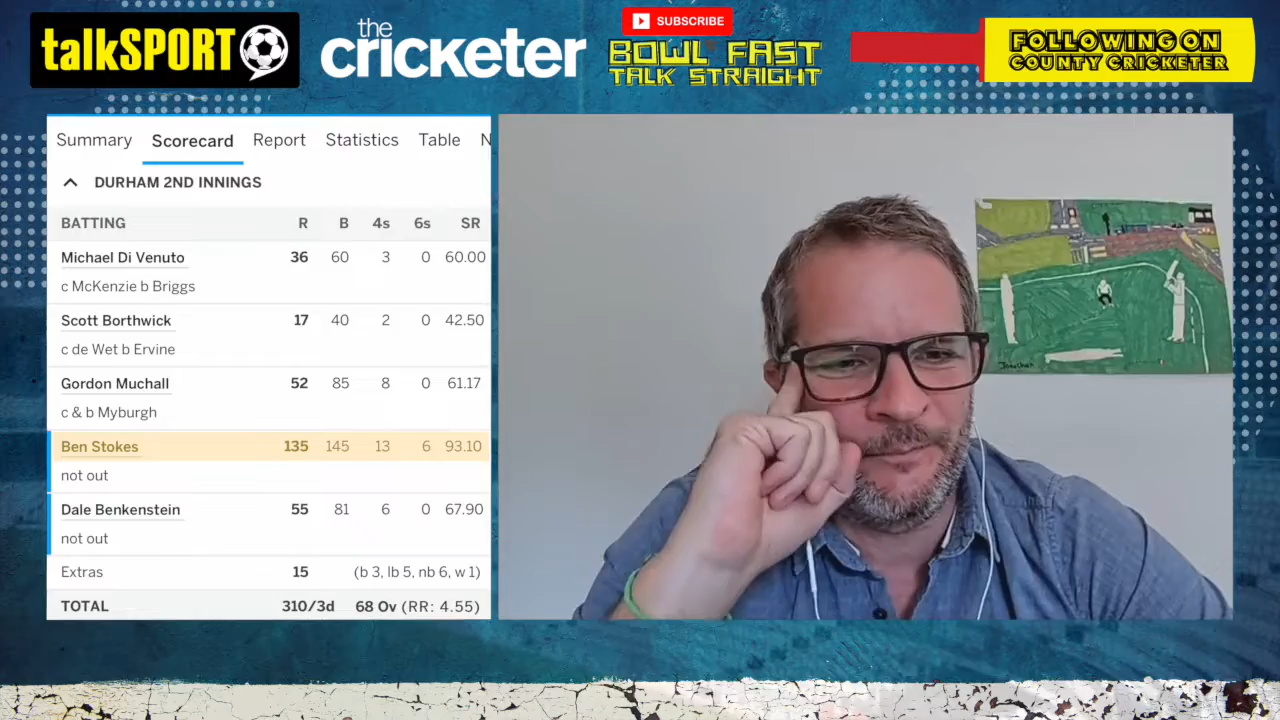 talkSPORT
the
cricketer
SUBSCRIBE
BOWL FAST
TALK STRAIGHT
FOLLOWING ON
COUNTY CRICKETER
Summary Scorecard Report Statistics Table N
DURHAM 2ND INNINGS
BATTING R B 4s 6s SR
Michael Di Venuto 36 60 3 0 60.00
c McKenzie b Briggs
Scott Borthwick 17 40 2 0 42.50
c de Wet b Ervine
Gordon Muchall 52 85 8 0 61.17
c & b Myburgh
Ben Stokes 135 145 13 6 93.10
not out
Dale Benkenstein 55 81 6 0 67.90
not out
Extras 15 (b 3, lb 5, nb 6, w 1)
TOTAL 310/3d 68 Ov (RR: 4.55)